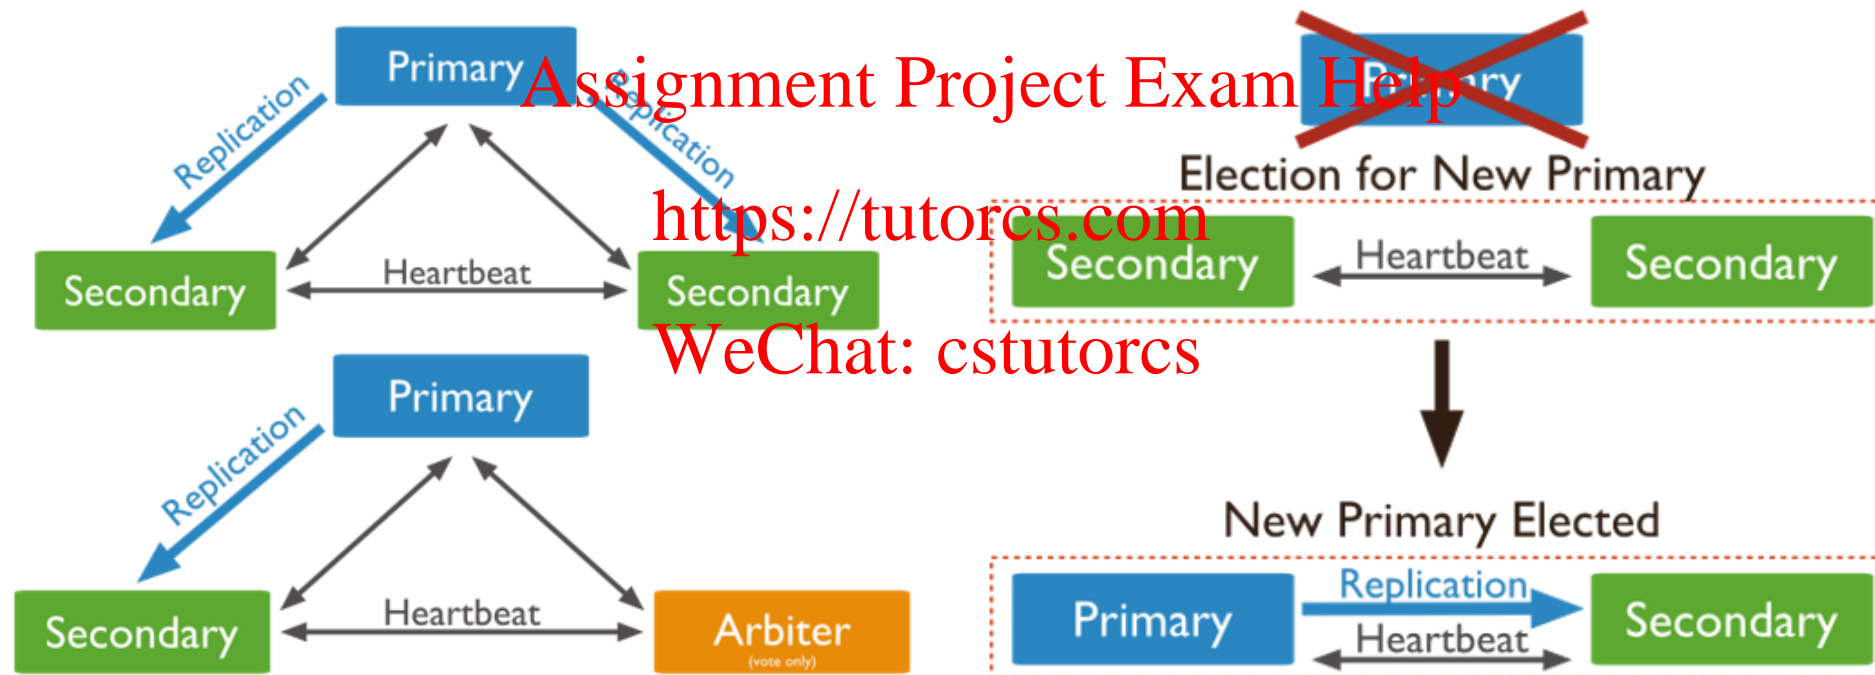 Primary
Replication
Replication
Secondary
Heartbeat
Secondary
Primary
Replication
Secondary
Heartbeat
Arbiter
(vote only)
Assignment Project Exam Help
https://tutorcs.com
WeChat: cstutorcs
Primary
Election for New Primary
Secondary
Heartbeat
Secondary
New Primary Elected
Primary
Replication
Heartbeat
Secondary